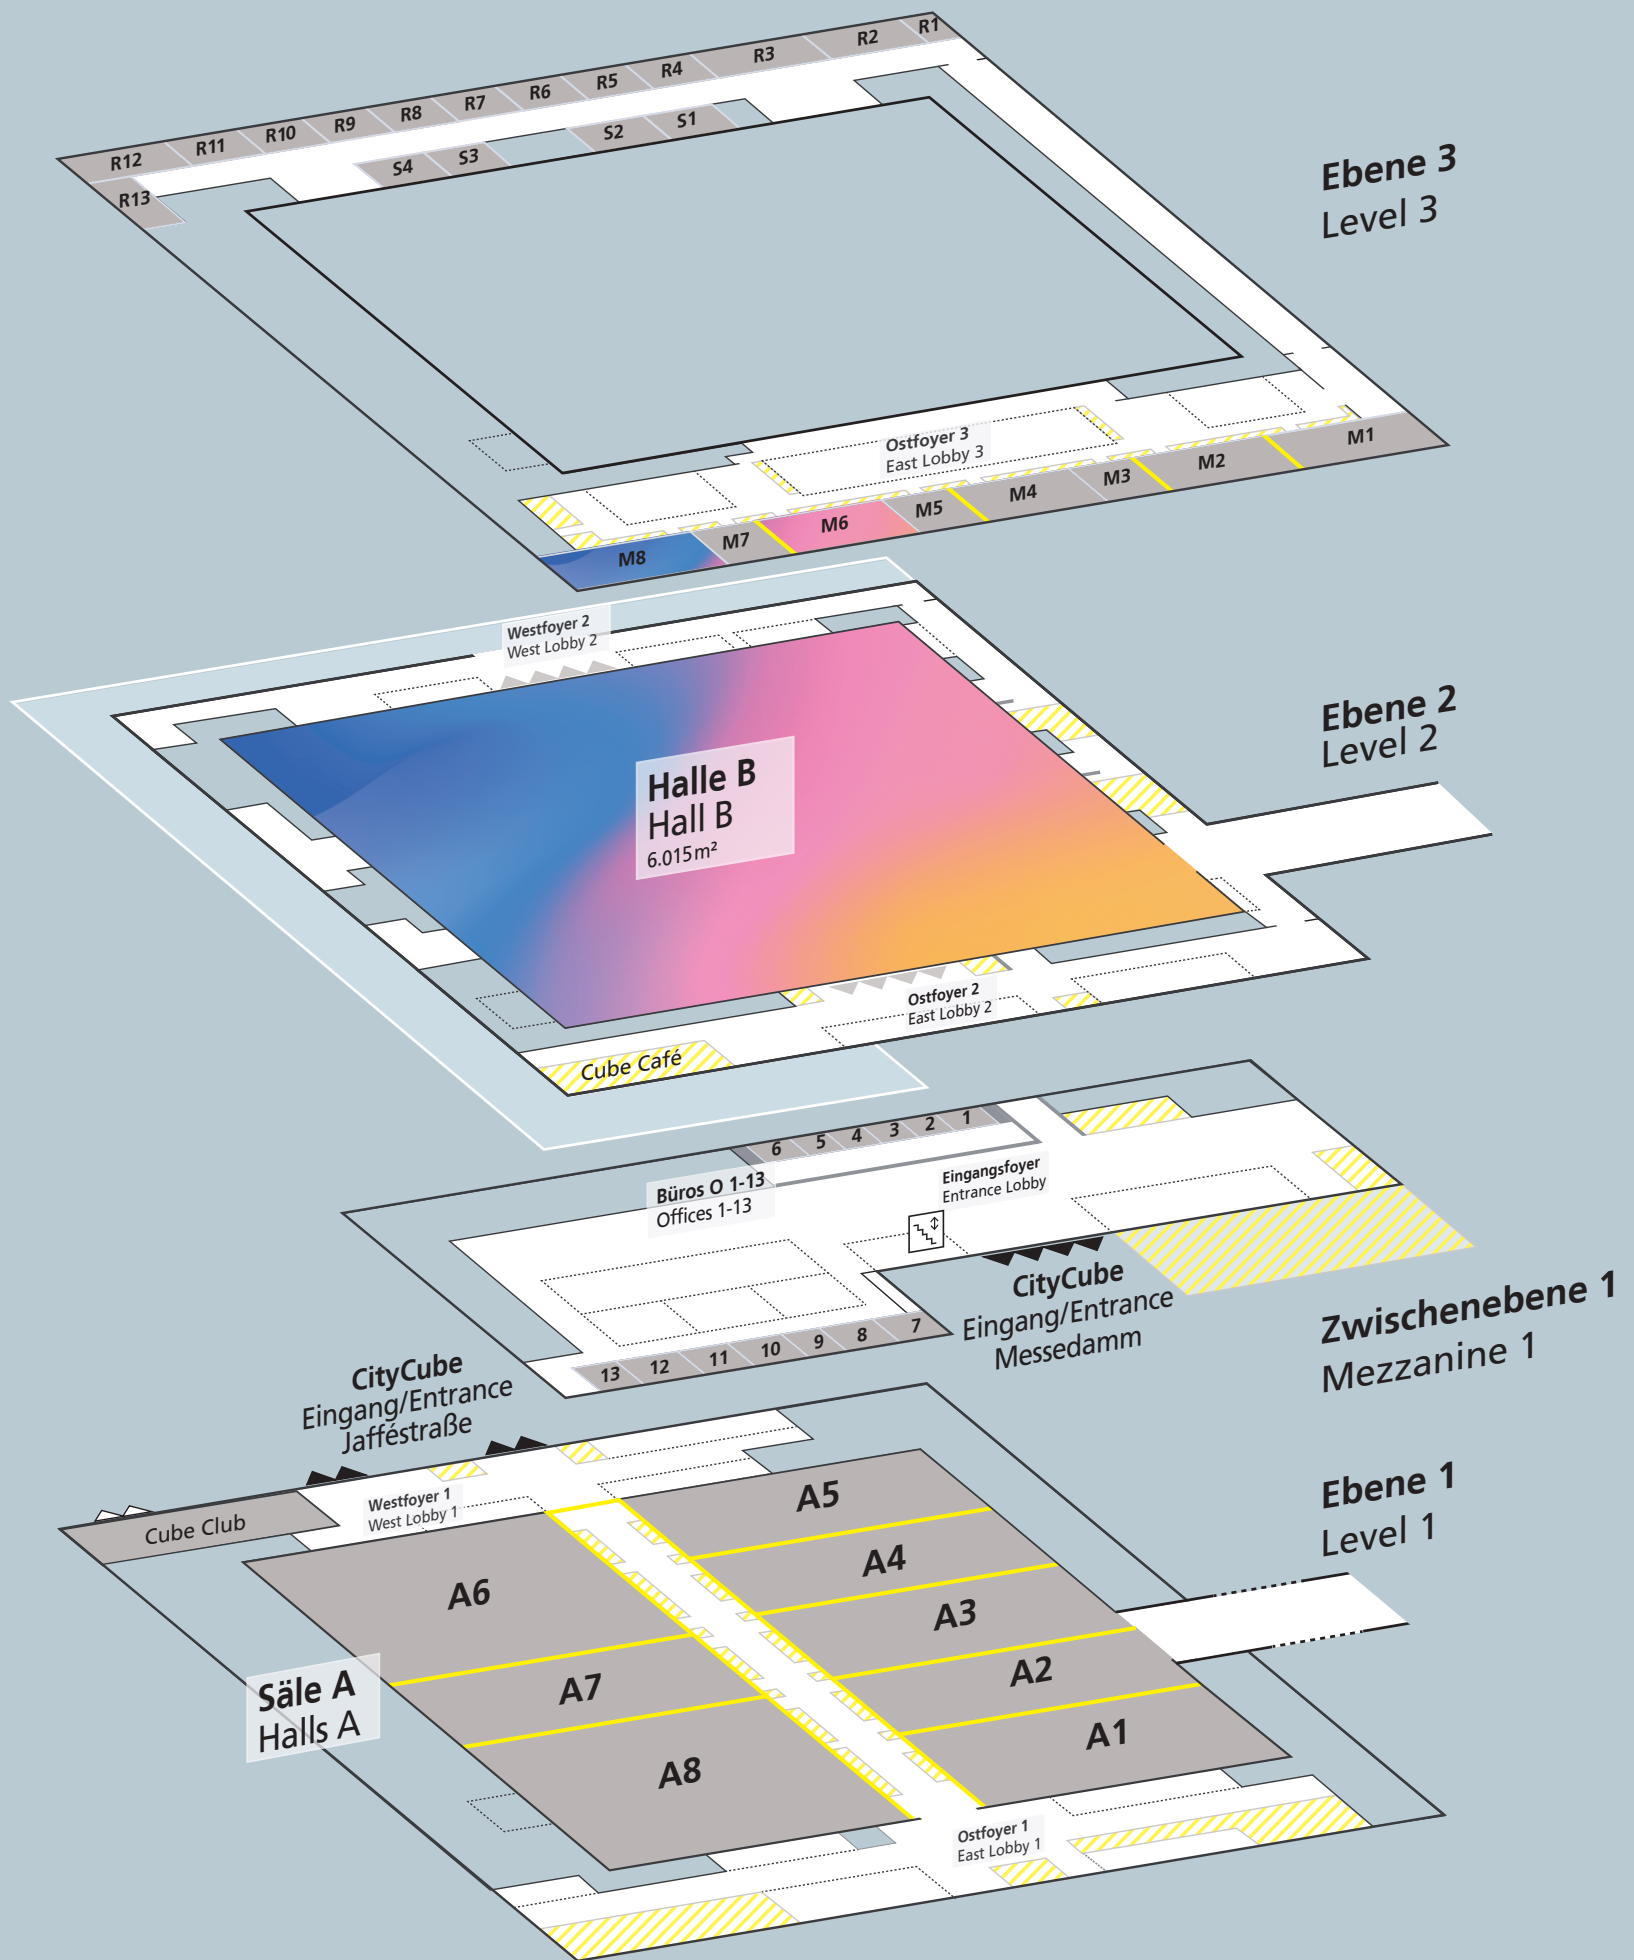 R1
R2
R3
R4
R5
R6
R7
R8
R9
R10
R11
R12
R13
S1
S2
S3
S4
Ebene 3
Level 3
Ostfoyer 3
East Lobby 3
M1
M2
M3
M4
M5
M6
M7
M8
Westfoyer 2
West Lobby 2
Ebene 2
Level 2
Halle B
Hall B
6.015 m²
Ostfoyer 2
East Lobby 2
Cube Café
6 5 4 3 2 1
Büros O 1-13
Offices 1-13
Eingangsfoyer
Entrance Lobby
CityCube
Eingang/Entrance
Messedamm
13 12 11 10 9 8 7
Zwischenebene 1
Mezzanine 1
CityCube
Eingang/Entrance
Jafféstraße
Westfoyer 1
West Lobby 1
Cube Club
Ebene 1
Level 1
A5
A4
A3
A2
A1
A6
A7
A8
Säle A
Halls A
Ostfoyer 1
East Lobby 1